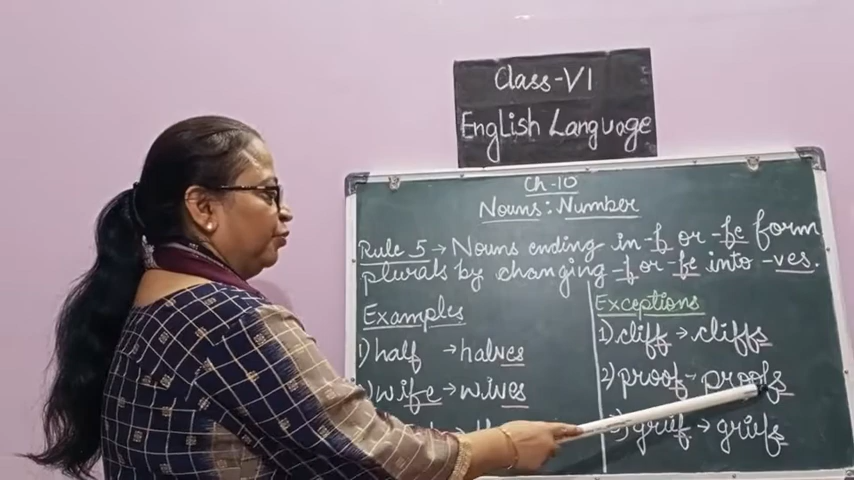 Class-VI
English Language
Ch-10
Nouns: Number
Rule 5 → Nouns ending in -f or -fe form
plurals by changing -f or -fe into -ves.
Examples
1) half → halves
wife → wives
Exceptions
1) cliff → cliffs
2) proof → proofs
grief → griefs